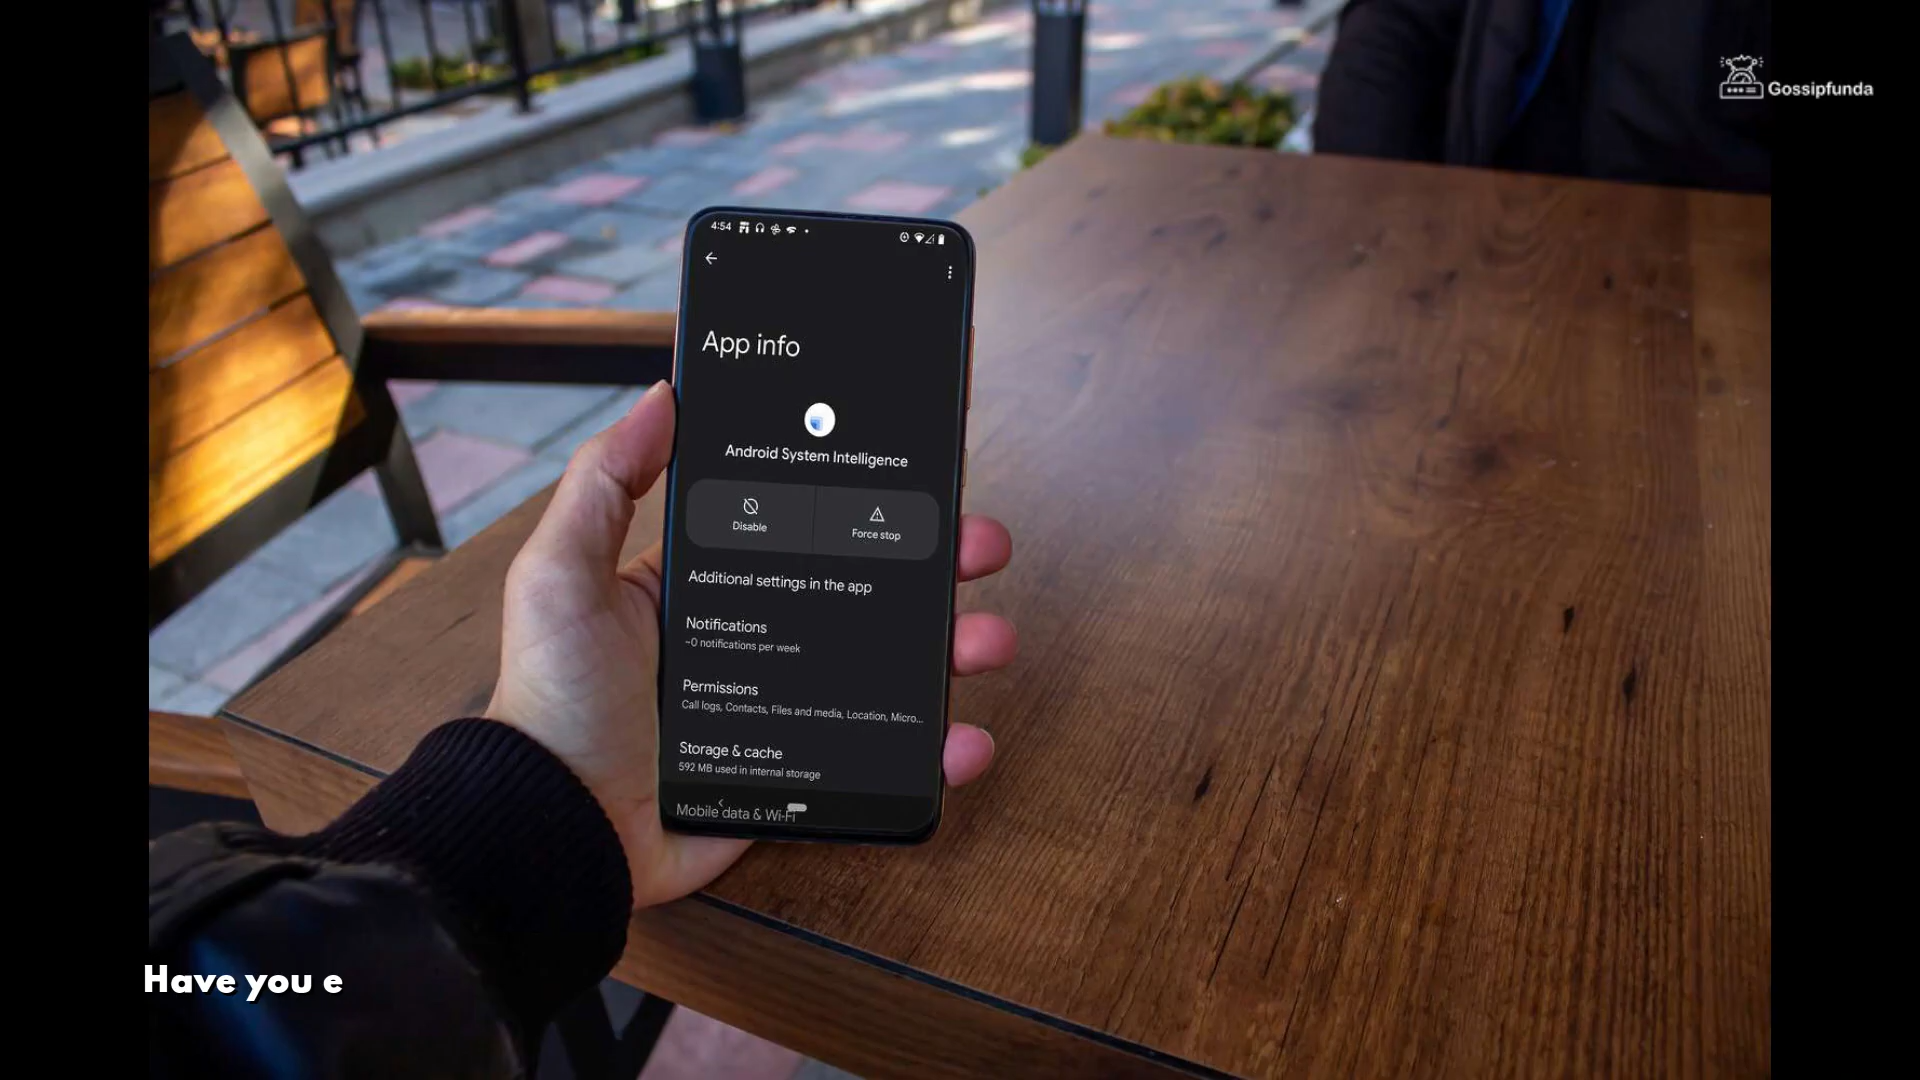 Gossipfunda
4:54
App info
Android System Intelligence
Disable
Force stop
Additional settings in the app
Notifications
~0 notifications per week
Permissions
Call logs, Contacts, Files and media, Location, Micro...
Storage & cache
592 MB used in internal storage
Mobile data & Wi-Fi
Have you e